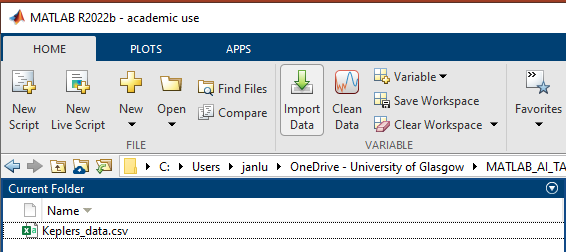 MATLAB R2022b - academic use
HOME PLOTS APPS
New Script
New Live Script
New
Open
Find Files
Compare
Import Data
Clean Data
Variable
Save Workspace
Clear Workspace
Favorites
FILE VARIABLE
C: Users janlu OneDrive - University of Glasgow MATLAB_AI_TA
Current Folder
Name
Keplers_data.csv